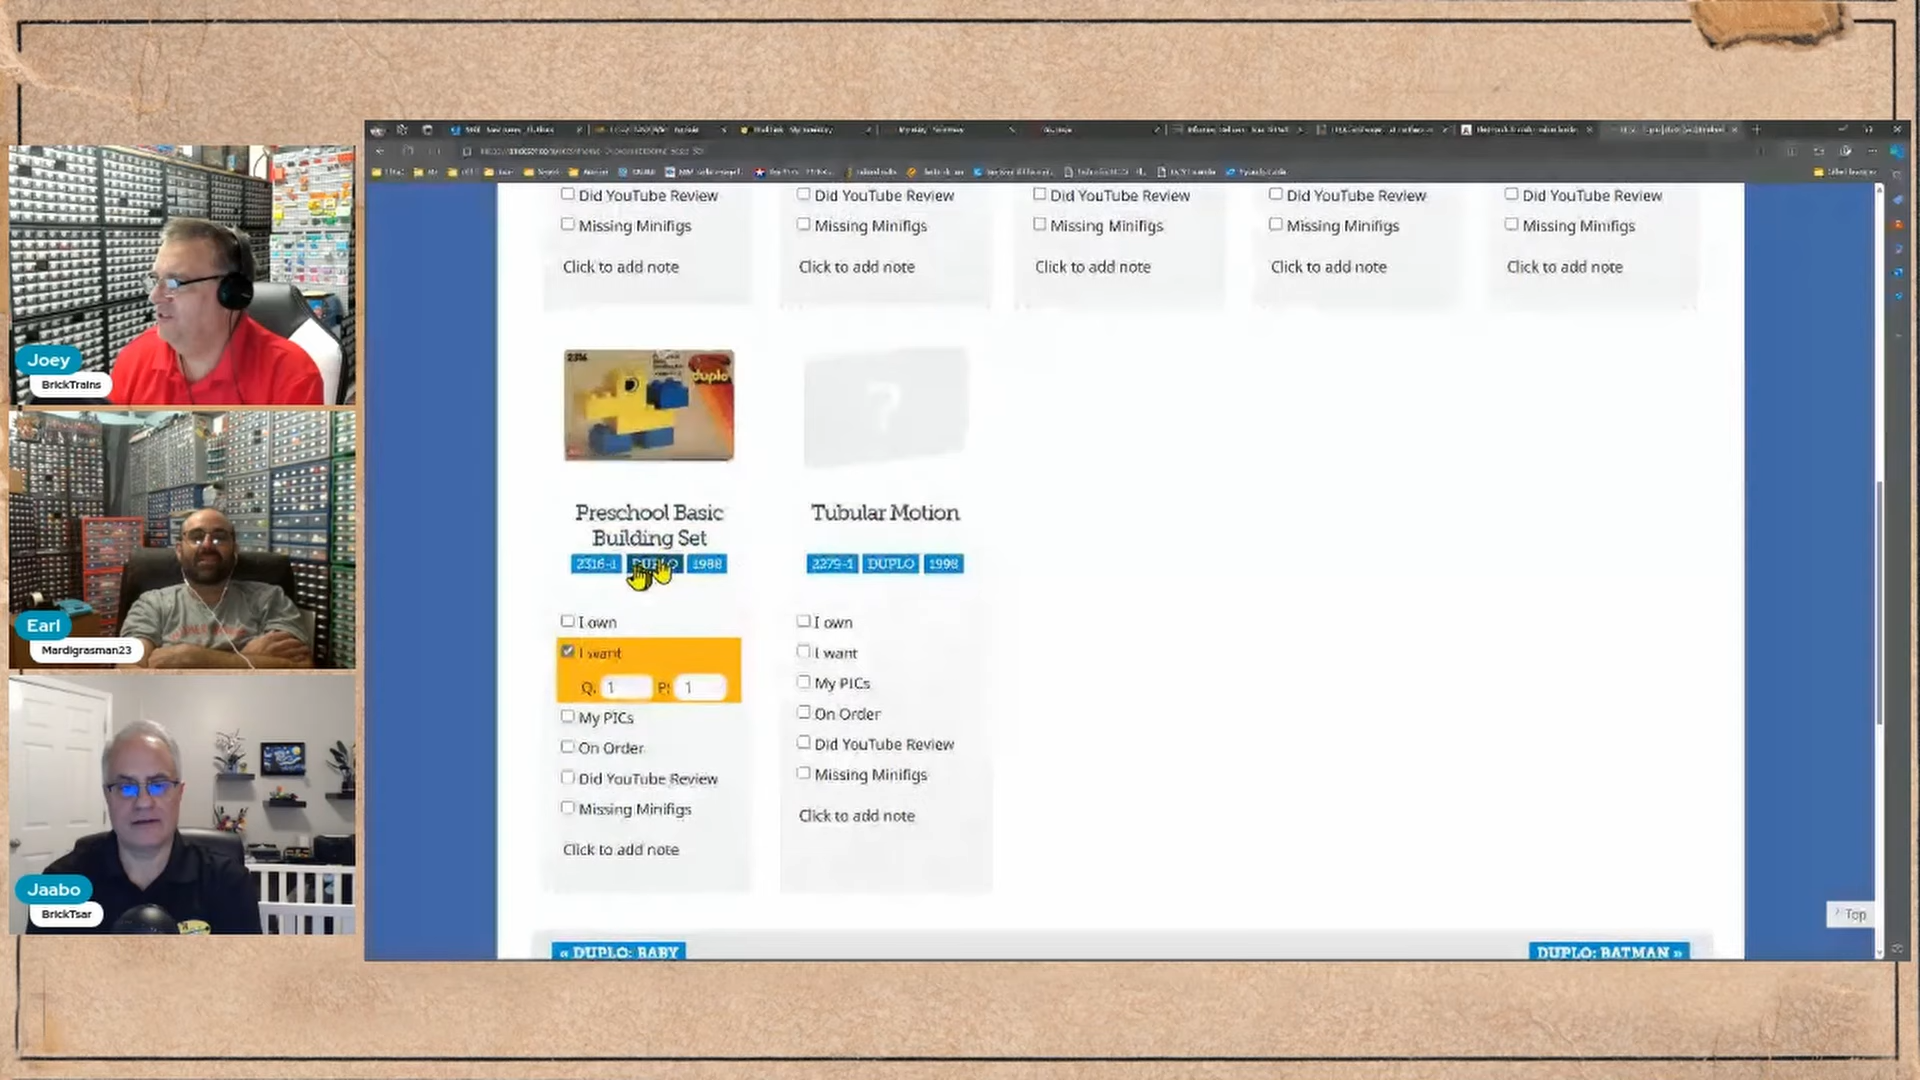 Joey
BrickTrains
Earl
Mardigrasman23
Jaabo
BrickTsar
Did YouTube Review
Missing Minifigs
Click to add note
Did YouTube Review
Missing Minifigs
Click to add note
Did YouTube Review
Missing Minifigs
Click to add note
Did YouTube Review
Missing Minifigs
Click to add note
Did YouTube Review
Missing Minifigs
Click to add note
2316
duplo
Preschool Basic
Building Set
2316-1 DUPLO 1988
I own
I want
Q: 1 P: 1
My PICs
On Order
Did YouTube Review
Missing Minifigs
Click to add note
?
Tubular Motion
2279-1 DUPLO 1998
I own
I want
My PICs
On Order
Did YouTube Review
Missing Minifigs
Click to add note
Top
« DUPLO: BABY
DUPLO: BATMAN »